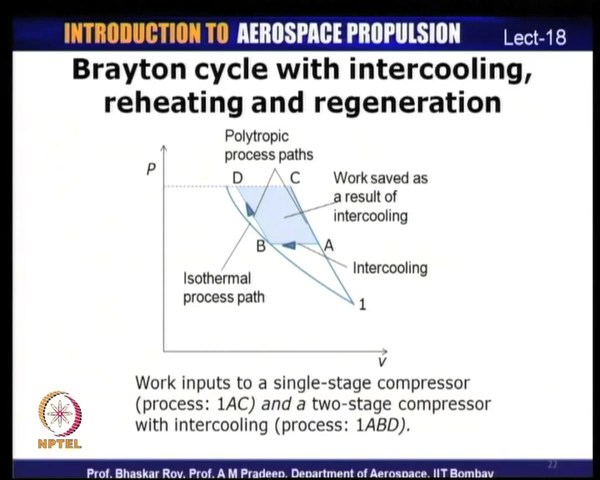 INTRODUCTION TO AEROSPACE PROPULSION
Lect-18
Brayton cycle with intercooling,
reheating and regeneration
Polytropic
process paths
P
D
C
Work saved as
a result of
intercooling
B
A
Intercooling
Isothermal
process path
1
v
Work inputs to a single-stage compressor
(process: 1AC) and a two-stage compressor
with intercooling (process: 1ABD).
NPTEL
22
Prof. Bhaskar Roy, Prof. A M Pradeep, Department of Aerospace, IIT Bombay